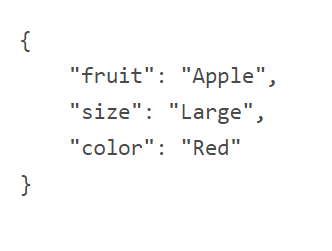 {
    "fruit": "Apple",
    "size": "Large",
    "color": "Red"
}